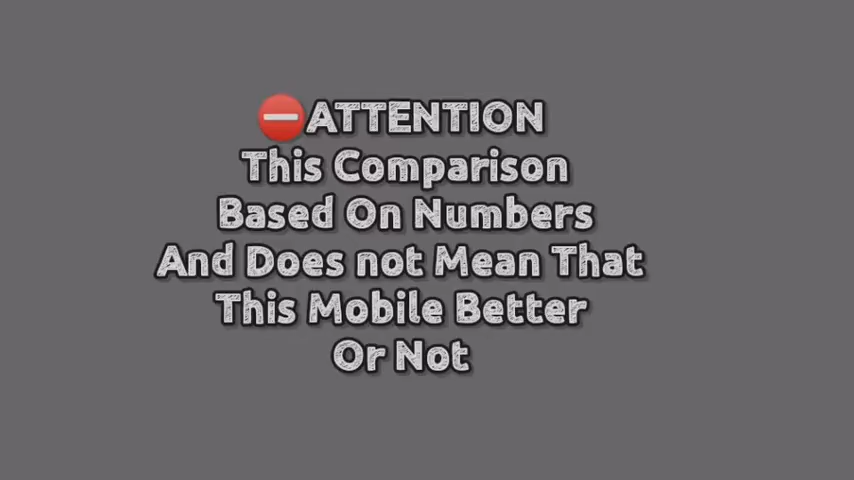 ⛔ATTENTION
This Comparison
Based On Numbers
And Does not Mean That
This Mobile Better
Or Not